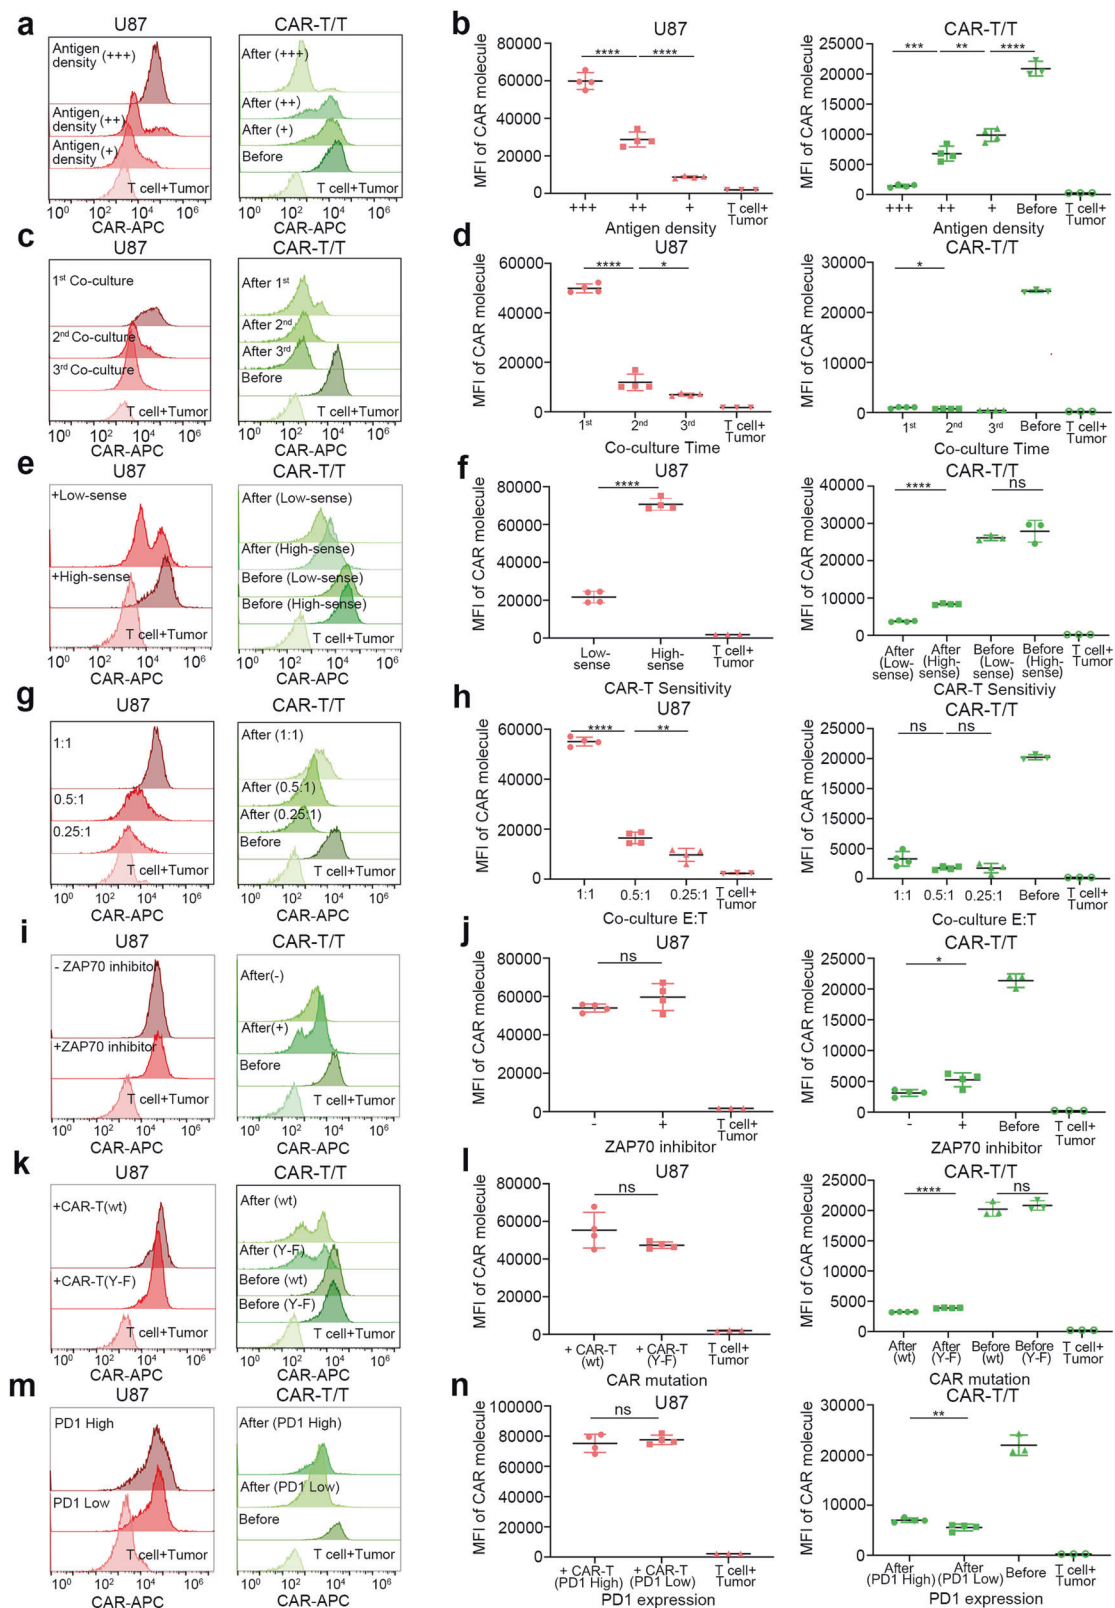 a
U87
Antigen density (+++)
Antigen density (++)
Antigen density (+)
T cell+Tumor
10⁰ 10² 10⁴ 10⁶
CAR-APC
CAR-T/T
After (+++)
After (++)
After (+)
Before
T cell+Tumor
10⁰ 10² 10⁴ 10⁶
CAR-APC
b
U87
MFI of CAR molecule
80000
60000
40000
20000
0
**** ****
+++ ++ + T cell+ Tumor
Antigen density
CAR-T/T
MFI of CAR molecule
25000
20000
15000
10000
5000
0
*** ** ****
+++ ++ + Before T cell+ Tumor
Antigen density
c
U87
1st Co-culture
2nd Co-culture
3rd Co-culture
T cell+Tumor
10⁰ 10² 10⁴ 10⁶
CAR-APC
CAR-T/T
After 1st
After 2nd
After 3rd
Before
T cell+Tumor
10⁰ 10² 10⁴ 10⁶
CAR-APC
d
U87
MFI of CAR molecule
60000
40000
20000
0
**** *
1st 2nd 3rd T cell+ Tumor
Co-culture Time
CAR-T/T
MFI of CAR molecule
30000
20000
10000
0
*
1st 2nd 3rd Before T cell+ Tumor
Co-culture Time
e
U87
+Low-sense
+High-sense
T cell+Tumor
10⁰ 10² 10⁴ 10⁶
CAR-APC
CAR-T/T
After (Low-sense)
After (High-sense)
Before (Low-sense)
Before (High-sense)
T cell+Tumor
10⁰ 10² 10⁴ 10⁶
CAR-APC
f
U87
MFI of CAR molecule
80000
60000
40000
20000
0
****
Low-sense High-sense T cell+ Tumor
CAR-T Sensitivity
CAR-T/T
MFI of CAR molecule
40000
30000
20000
10000
0
**** ns
After (Low-sense) After (High-sense) Before (Low-sense) Before (High-sense) T cell+ Tumor
CAR-T Sensitiviy
g
U87
1:1
0.5:1
0.25:1
T cell+Tumor
10⁰ 10² 10⁴ 10⁶
CAR-APC
CAR-T/T
After (1:1)
After (0.5:1)
After (0.25:1)
Before
T cell+Tumor
10⁰ 10² 10⁴ 10⁶
CAR-APC
h
U87
MFI of CAR molecule
60000
40000
20000
0
**** **
1:1 0.5:1 0.25:1 T cell+ Tumor
Co-culture E:T
CAR-T/T
MFI of CAR molecule
25000
20000
15000
10000
5000
0
ns ns
1:1 0.5:1 0.25:1 Before T cell+ Tumor
Co-culture E:T
i
U87
- ZAP70 inhibitor
+ZAP70 inhibitor
T cell+Tumor
10⁰ 10² 10⁴ 10⁶
CAR-APC
CAR-T/T
After(-)
After(+)
Before
T cell+Tumor
10⁰ 10² 10⁴ 10⁶
CAR-APC
j
U87
MFI of CAR molecule
80000
60000
40000
20000
0
ns
- + T cell+ Tumor
ZAP70 inhibitor
CAR-T/T
MFI of CAR molecule
25000
20000
15000
10000
5000
0
*
- + Before T cell+ Tumor
ZAP70 inhibitor
k
U87
+CAR-T(wt)
+CAR-T(Y-F)
T cell+Tumor
10⁰ 10² 10⁴ 10⁶
CAR-APC
CAR-T/T
After (wt)
After (Y-F)
Before (wt)
Before (Y-F)
T cell+Tumor
10⁰ 10² 10⁴ 10⁶
CAR-APC
l
U87
MFI of CAR molecule
80000
60000
40000
20000
0
ns
+ CAR-T (wt) + CAR-T (Y-F) T cell+ Tumor
CAR mutation
CAR-T/T
MFI of CAR molecule
25000
20000
15000
10000
5000
0
**** ns
After (wt) After (Y-F) Before (wt) Before (Y-F) T cell+ Tumor
CAR mutation
m
U87
PD1 High
PD1 Low
T cell+Tumor
10⁰ 10² 10⁴ 10⁶
CAR-APC
CAR-T/T
After (PD1 High)
After (PD1 Low)
Before
T cell+Tumor
10⁰ 10² 10⁴ 10⁶
CAR-APC
n
U87
MFI of CAR molecule
100000
80000
60000
40000
20000
0
ns
+ CAR-T (PD1 High) + CAR-T (PD1 Low) T cell+ Tumor
PD1 expression
CAR-T/T
MFI of CAR molecule
30000
20000
10000
0
**
After (PD1 High) After (PD1 Low) Before T cell+ Tumor
PD1 expression